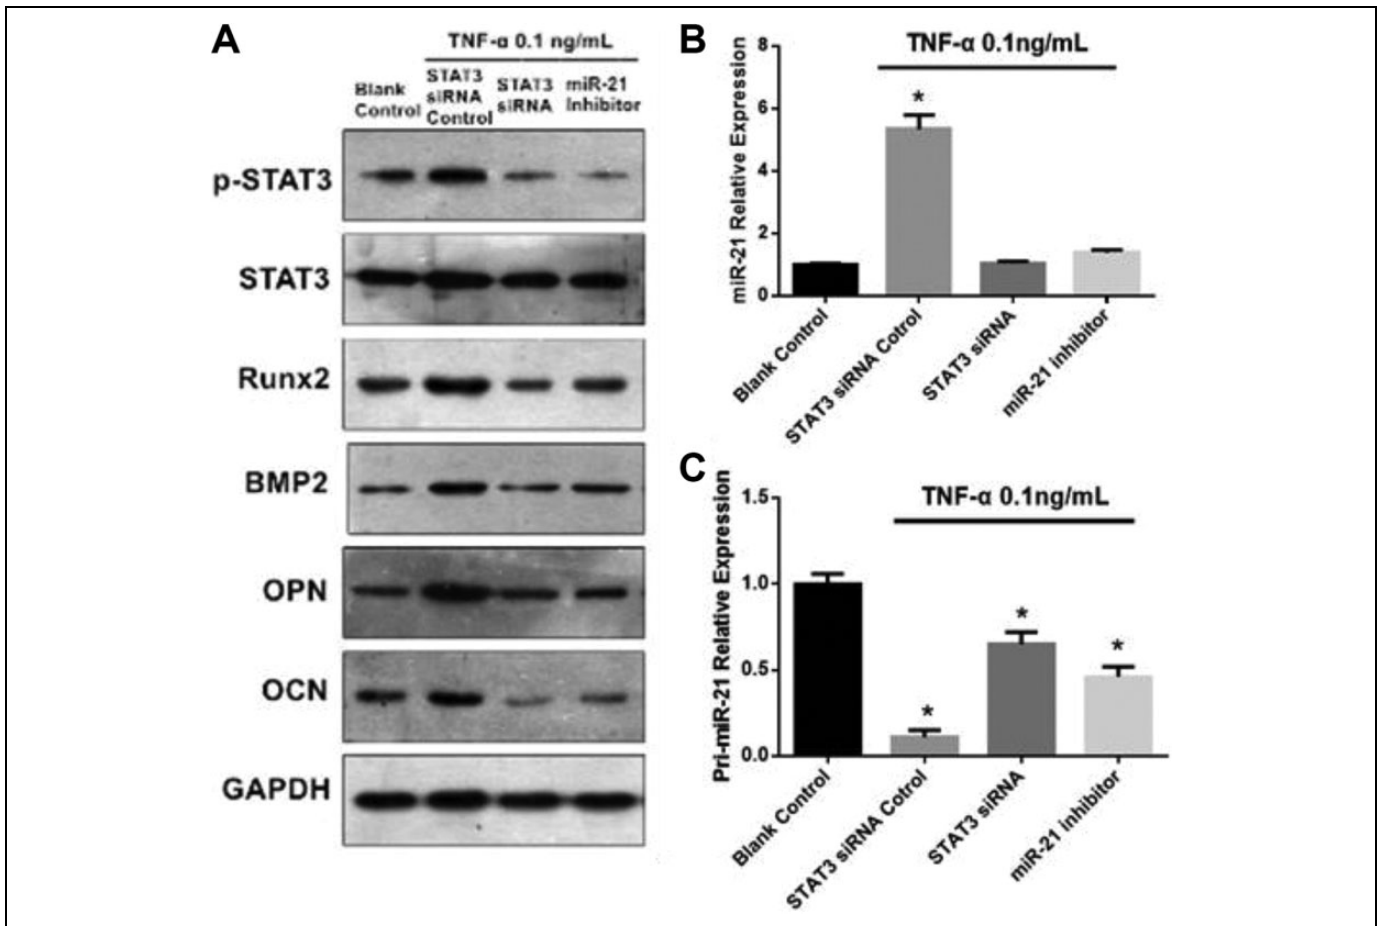 A
TNF-α 0.1 ng/mL
Blank
Control
STAT3
siRNA
Control
STAT3
siRNA
miR-21
Inhibitor
p-STAT3
STAT3
Runx2
BMP2
OPN
OCN
GAPDH
B
TNF-α 0.1ng/mL
miR-21 Relative Expression
8
6
4
2
0
*
Blank Control
STAT3 siRNA Cotrol
STAT3 siRNA
miR-21 inhibitor
C
TNF-α 0.1ng/mL
Pri-miR-21 Relative Expression
1.5
1.0
0.5
0.0
*
*
*
Blank Control
STAT3 siRNA Cotrol
STAT3 siRNA
miR-21 inhibitor